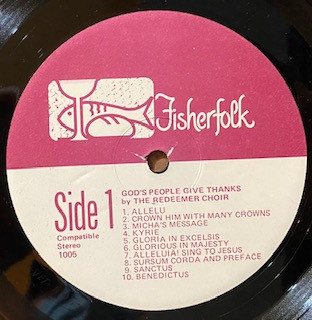 Fisherfolk
Side 1
Compatible
Stereo
1005
GOD'S PEOPLE GIVE THANKS
by THE REDEEMER CHOIR
1. ALLELU
2. CROWN HIM WITH MANY CROWNS
3. MICHA'S MESSAGE
4. KYRIE
5. GLORIA IN EXCELSIS
6. GLORIOUS IN MAJESTY
7. ALLELUIA! SING TO JESUS
8. SURSUM CORDA AND PREFACE
9. SANCTUS
10. BENEDICTUS